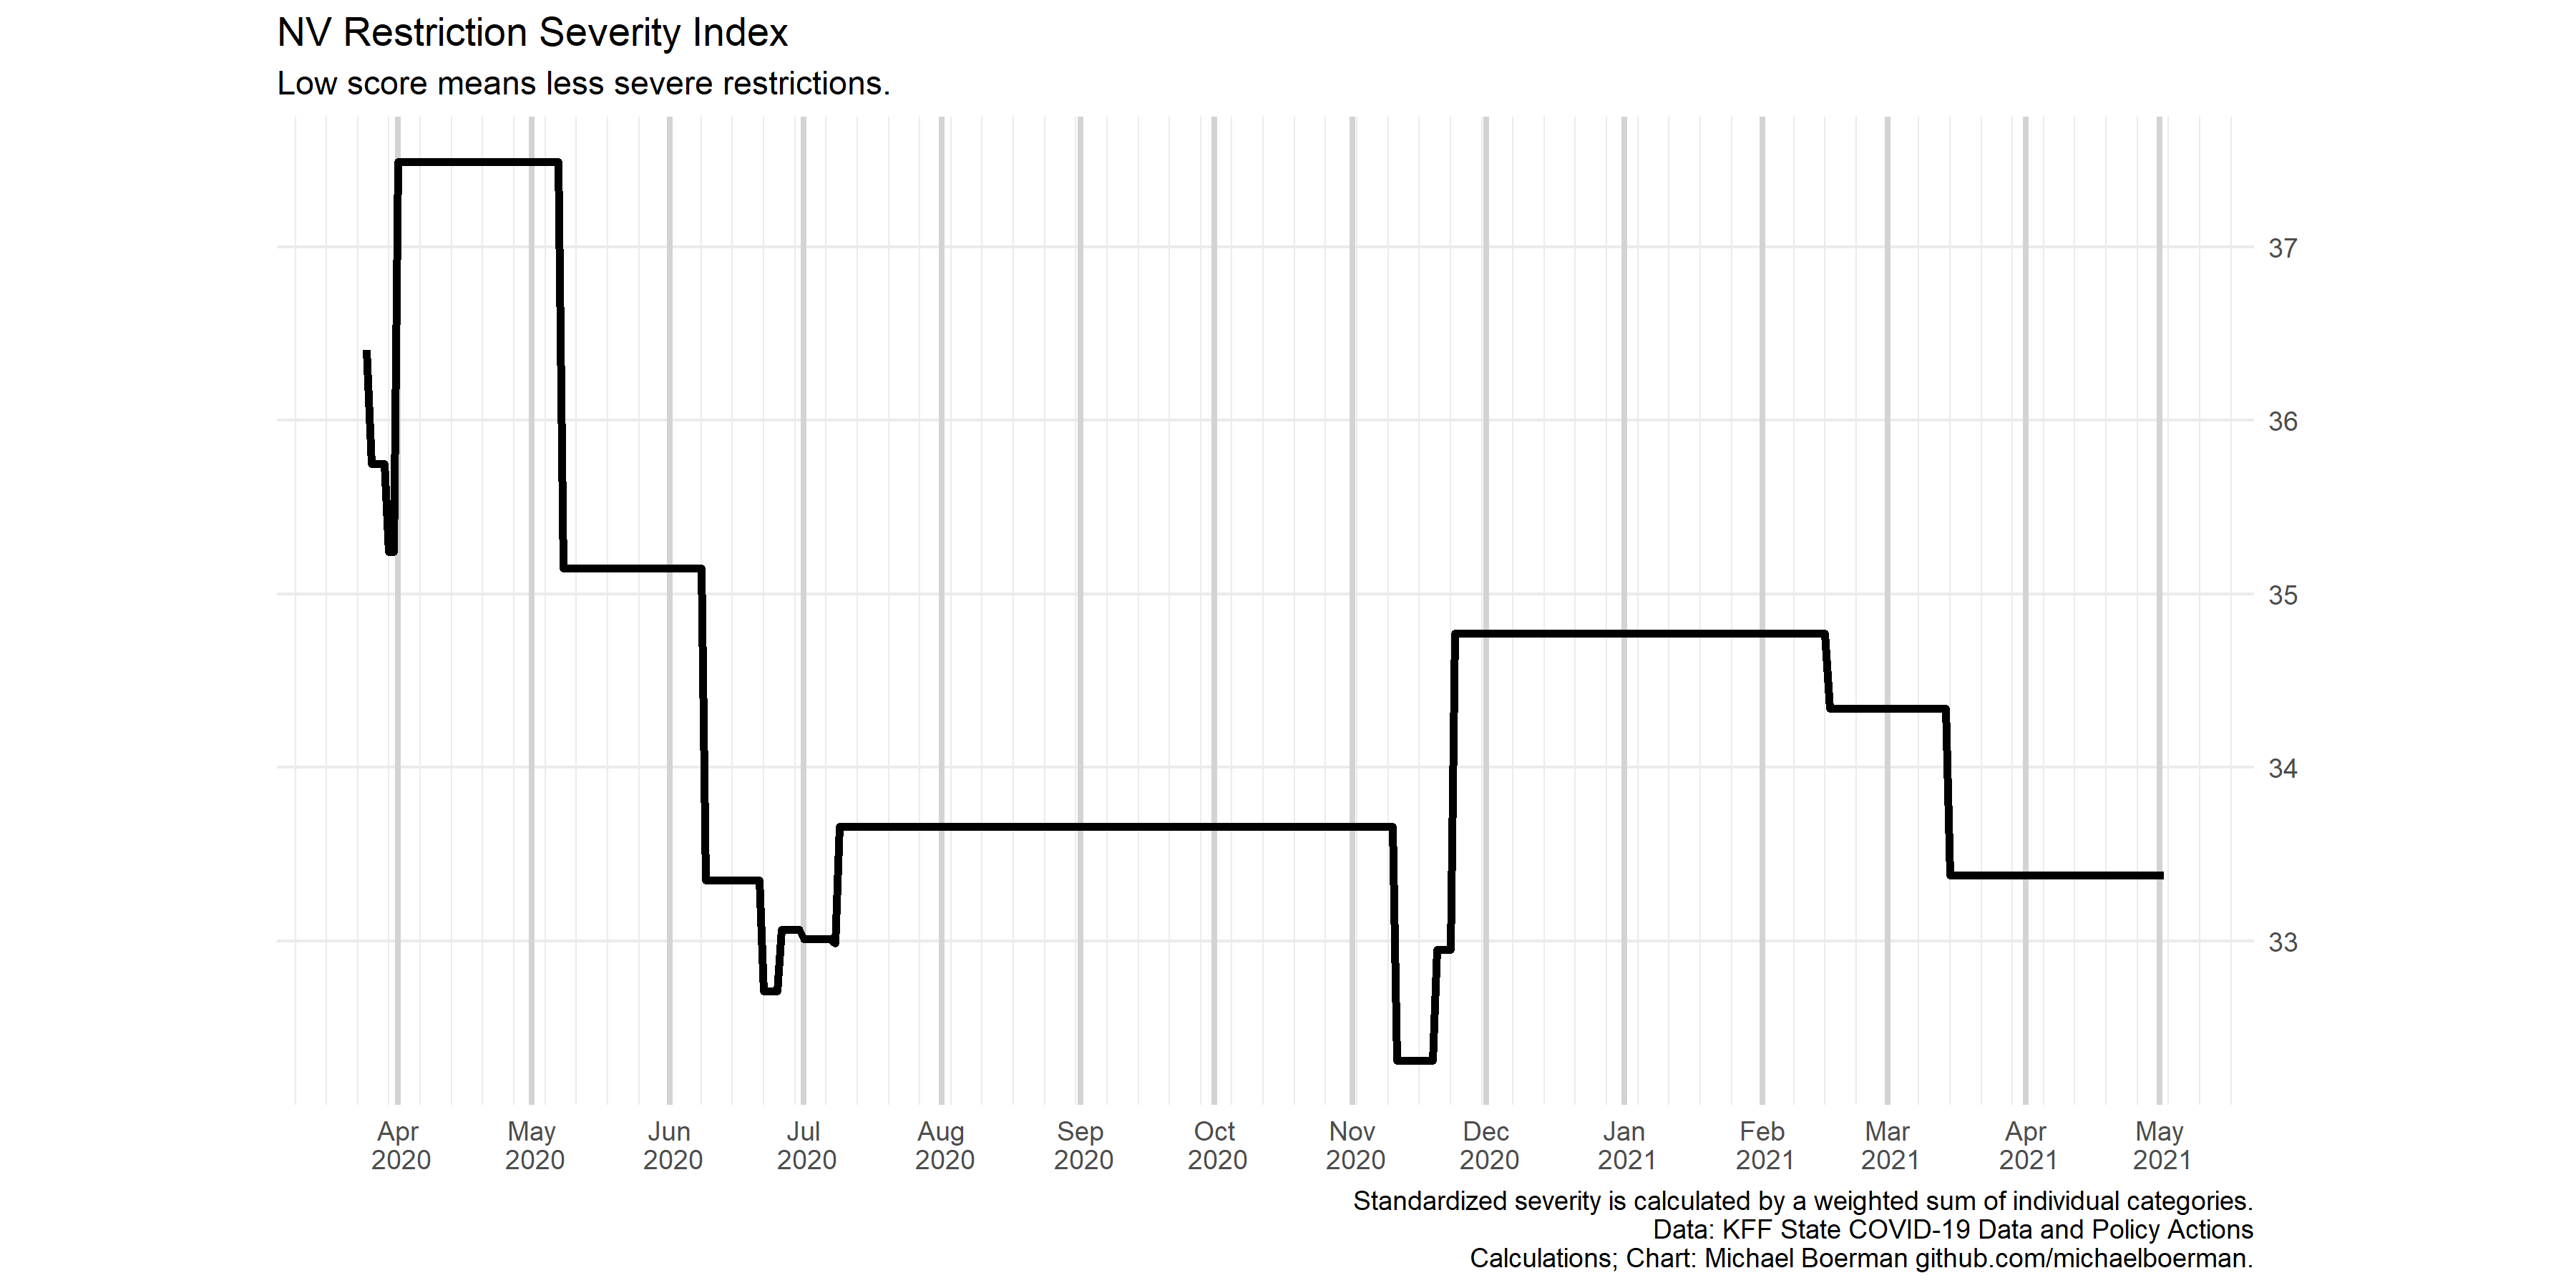 NV Restriction Severity Index
Low score means less severe restrictions.
37
36
35
34
33
Apr
2020
May
2020
Jun
2020
Jul
2020
Aug
2020
Sep
2020
Oct
2020
Nov
2020
Dec
2020
Jan
2021
Feb
2021
Mar
2021
Apr
2021
May
2021
Standardized severity is calculated by a weighted sum of individual categories.
Data: KFF State COVID-19 Data and Policy Actions
Calculations; Chart: Michael Boerman github.com/michaelboerman.